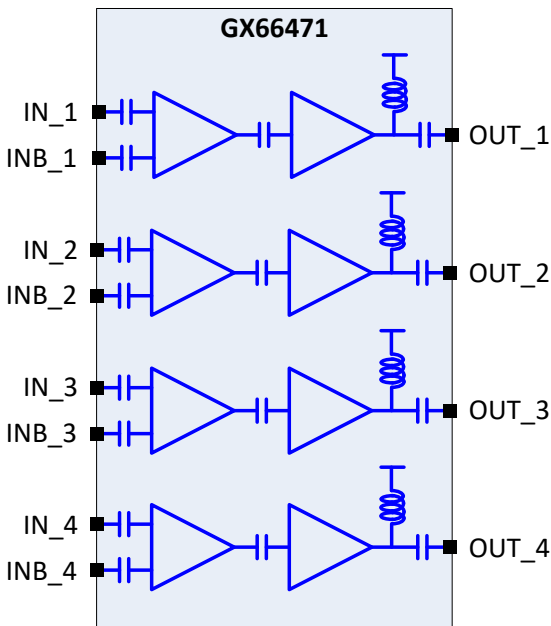 GX66471
IN_1
INB_1
OUT_1
IN_2
INB_2
OUT_2
IN_3
INB_3
OUT_3
IN_4
INB_4
OUT_4